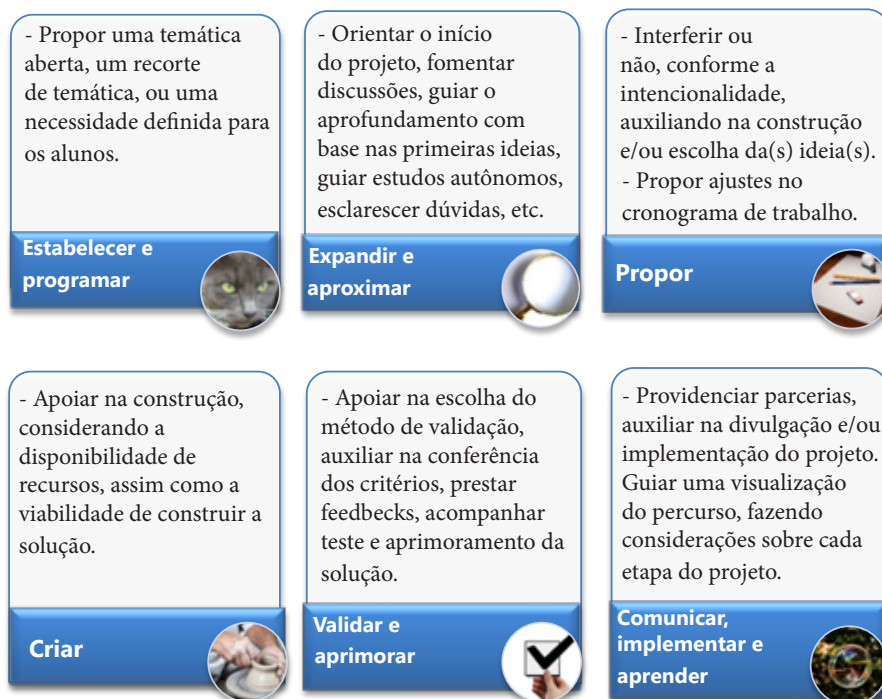 - Propor uma temática
aberta, um recorte
de temática, ou uma
necessidade definida para
os alunos.
Estabelecer e
programar
- Orientar o início
do projeto, fomentar
discussões, guiar o
aprofundamento com
base nas primeiras ideias,
guiar estudos autônomos,
esclarescer dúvidas, etc.
Expandir e
aproximar
- Interferir ou
não, conforme a
intencionalidade,
auxiliando na construção
e/ou escolha da(s) ideia(s).
- Propor ajustes no
cronograma de trabalho.
Propor
- Apoiar na construção,
considerando a
disponibilidade de
recursos, assim como a
viabilidade de construir a
solução.
Criar
- Apoiar na escolha do
método de validação,
auxiliar na conferência
dos critérios, prestar
feedbecks, acompanhar
teste e aprimoramento da
solução.
Validar e
aprimorar
- Providenciar parcerias,
auxiliar na divulgação e/ou
implementação do projeto.
Guiar uma visualização
do percurso, fazendo
considerações sobre cada
etapa do projeto.
Comunicar,
implementar e
aprender